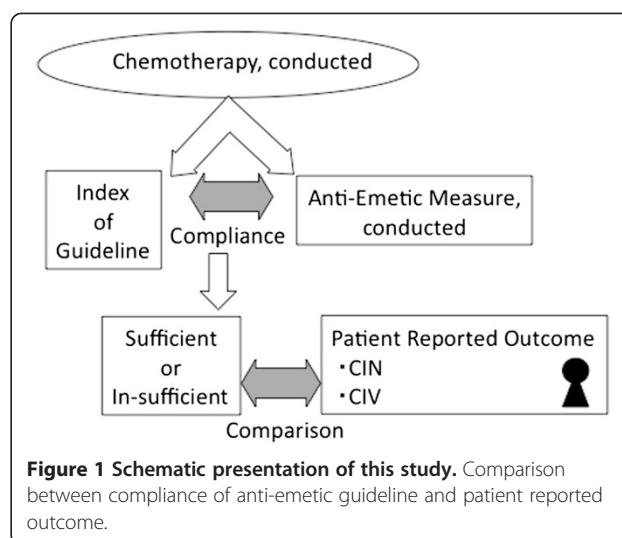 Chemotherapy, conducted
Index
of
Guideline
Compliance
Anti-Emetic Measure,
conducted
Sufficient
or
In-sufficient
Comparison
Patient Reported Outcome
・CIN
・CIV
Figure 1 Schematic presentation of this study. Comparison
between compliance of anti-emetic guideline and patient reported
outcome.